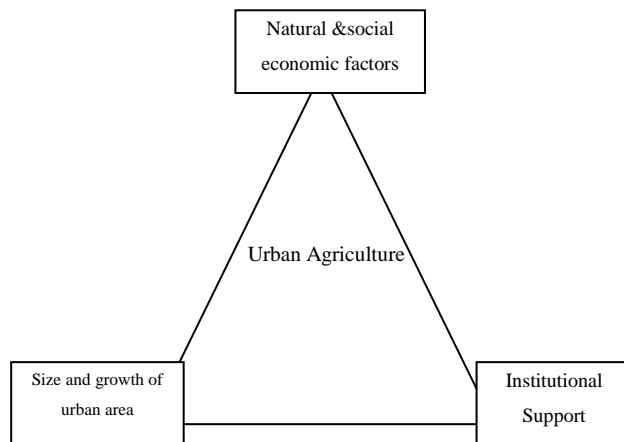 Natural &social
economic factors
Urban Agriculture
Size and growth of
urban area
Institutional
Support